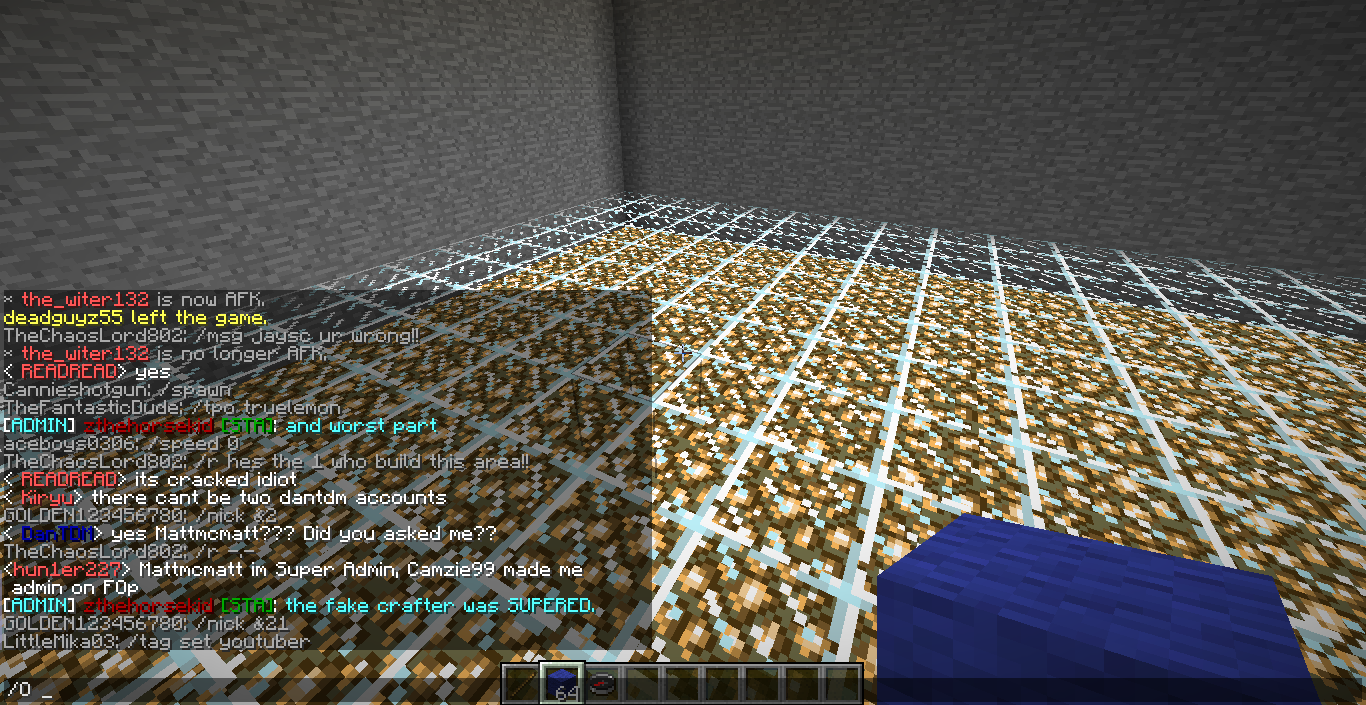 * the_witer132 is now AFK.
deadguyz55 left the game.
TheChaosLord802: /msg jaysc ur wrong!!
* the_witer132 is no longer AFK.
< READREAD> yes
Cannieshotgun: /spawn
TheFantasticDude: /tpo truelemon
[ADMIN] zthehorsekid [STA]: and worst part
aceboys0306: /speed 0
TheChaosLord802: /r hes the 1 who build this area!!
< READREAD> its cracked idiot
< Kiryu> there cant be two dantdm accounts
GOLDEN123456780: /nick &2
< DanTDM> yes Mattmcmatt??? Did you asked me??
TheChaosLord802: /r -.-
<hun1er227> Mattmcmatt im Super Admin, Camzie99 made me
admin on FOp
[ADMIN] zthehorsekid [STA]: the fake crafter was SUPERED.
GOLDEN123456780: /nick &21
LittleMika03: /tag set youtuber
/O _
64